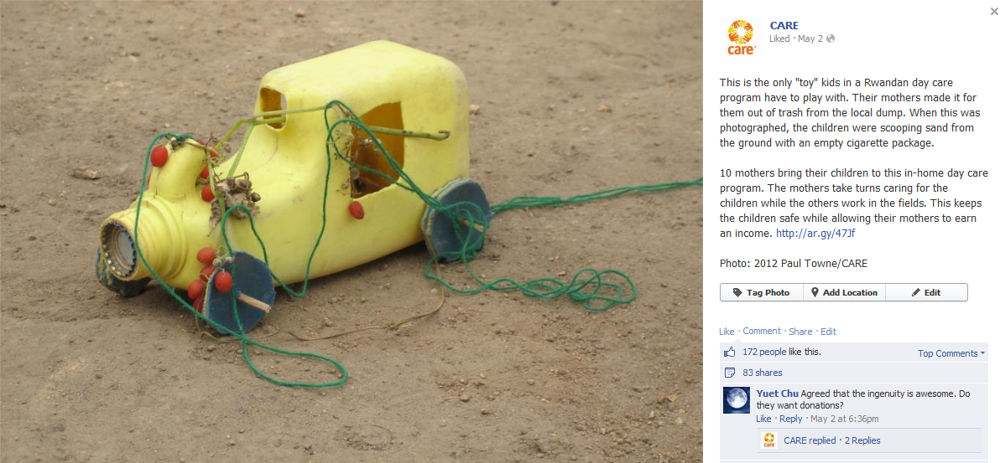 CARE
Liked · May 2
care
This is the only "toy" kids in a Rwandan day care
program have to play with. Their mothers made it for
them out of trash from the local dump. When this was
photographed, the children were scooping sand from
the ground with an empty cigarette package.
10 mothers bring their children to this in-home day care
program. The mothers take turns caring for the
children while the others work in the fields. This keeps
the children safe while allowing their mothers to earn
an income. http://ar.gy/47Jf
Photo: 2012 Paul Towne/CARE
Tag Photo Add Location Edit
Like · Comment · Share · Edit
172 people like this. Top Comments
83 shares
Yuet Chu Agreed that the ingenuity is awesome. Do
they want donations?
Like · Reply · May 2 at 6:36pm
care CARE replied · 2 Replies